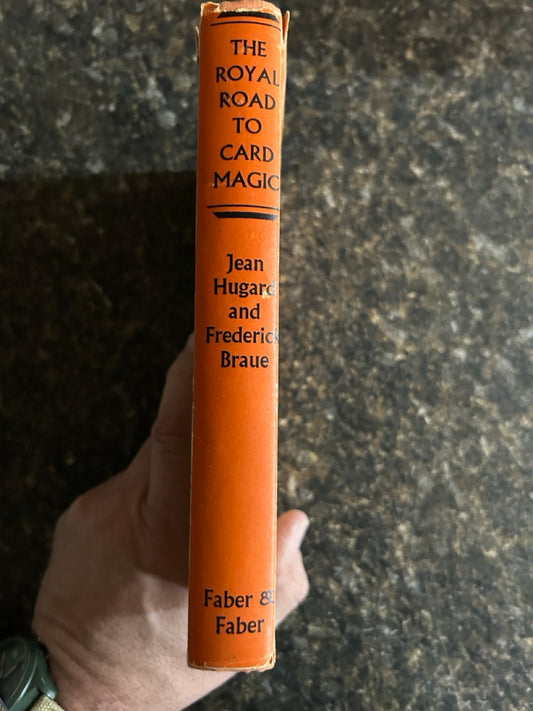 THE
ROYAL
ROAD
TO
CARD
MAGIC
Jean
Hugard
and
Frederick
Braue
Faber &
Faber